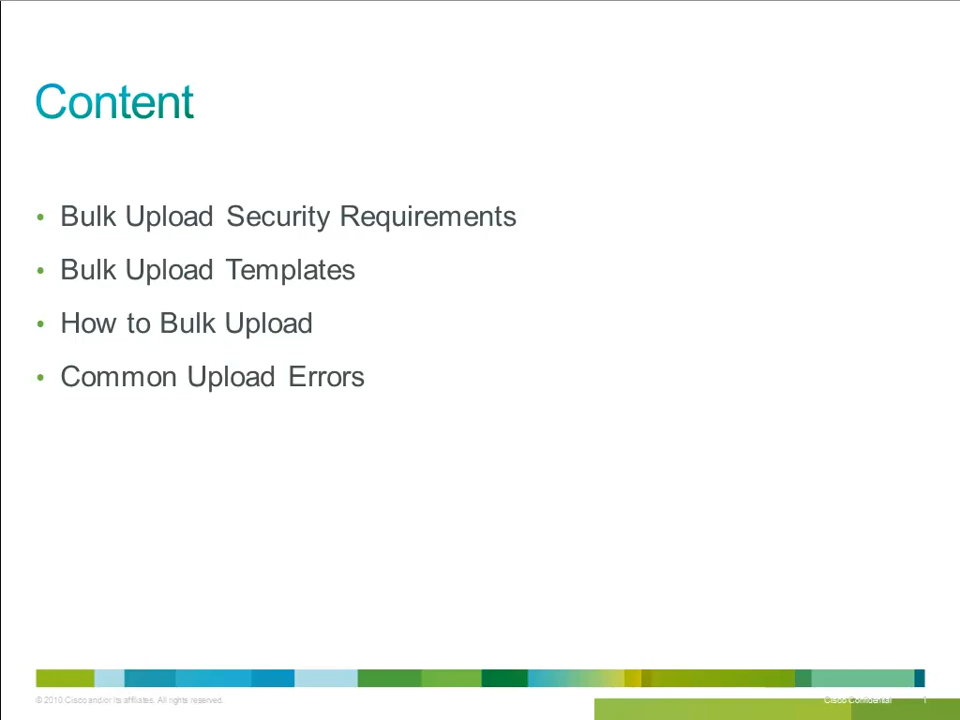 Content
• Bulk Upload Security Requirements
• Bulk Upload Templates
• How to Bulk Upload
• Common Upload Errors
© 2010 Cisco and/or its affiliates. All rights reserved.
Cisco Confidential
1